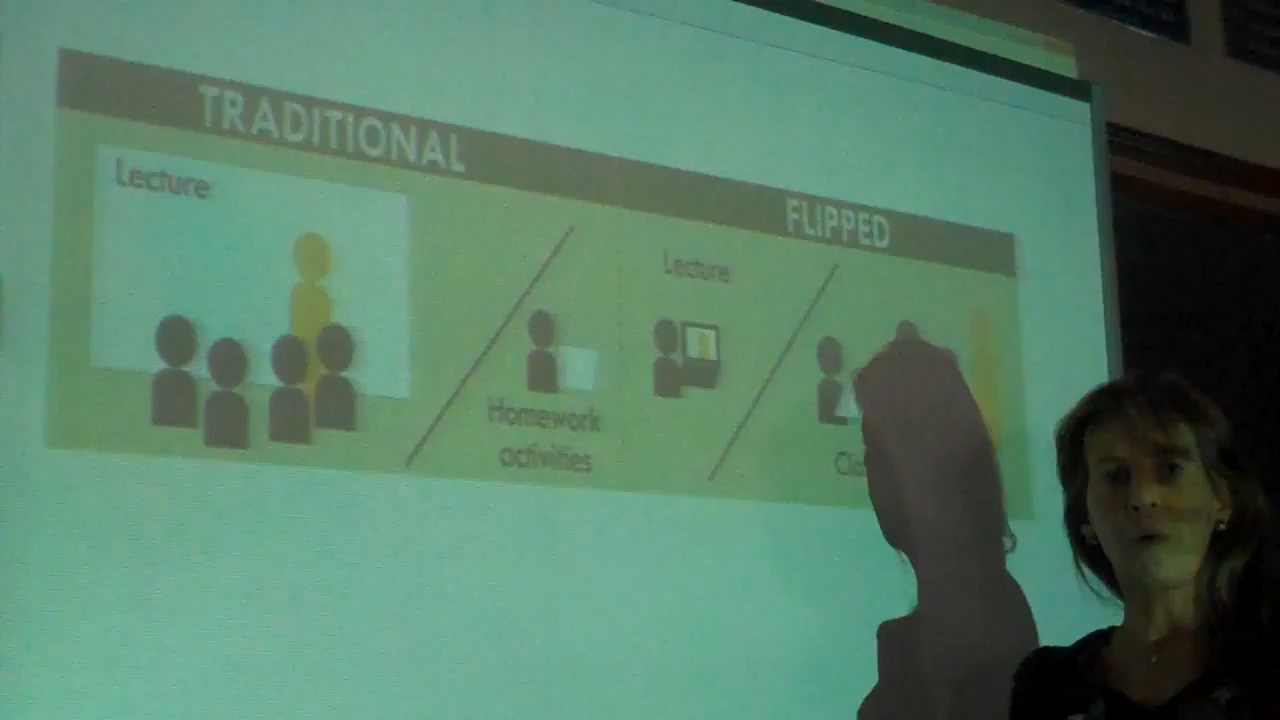 TRADITIONAL
FLIPPED
Lecture
Lecture
Homework
activities